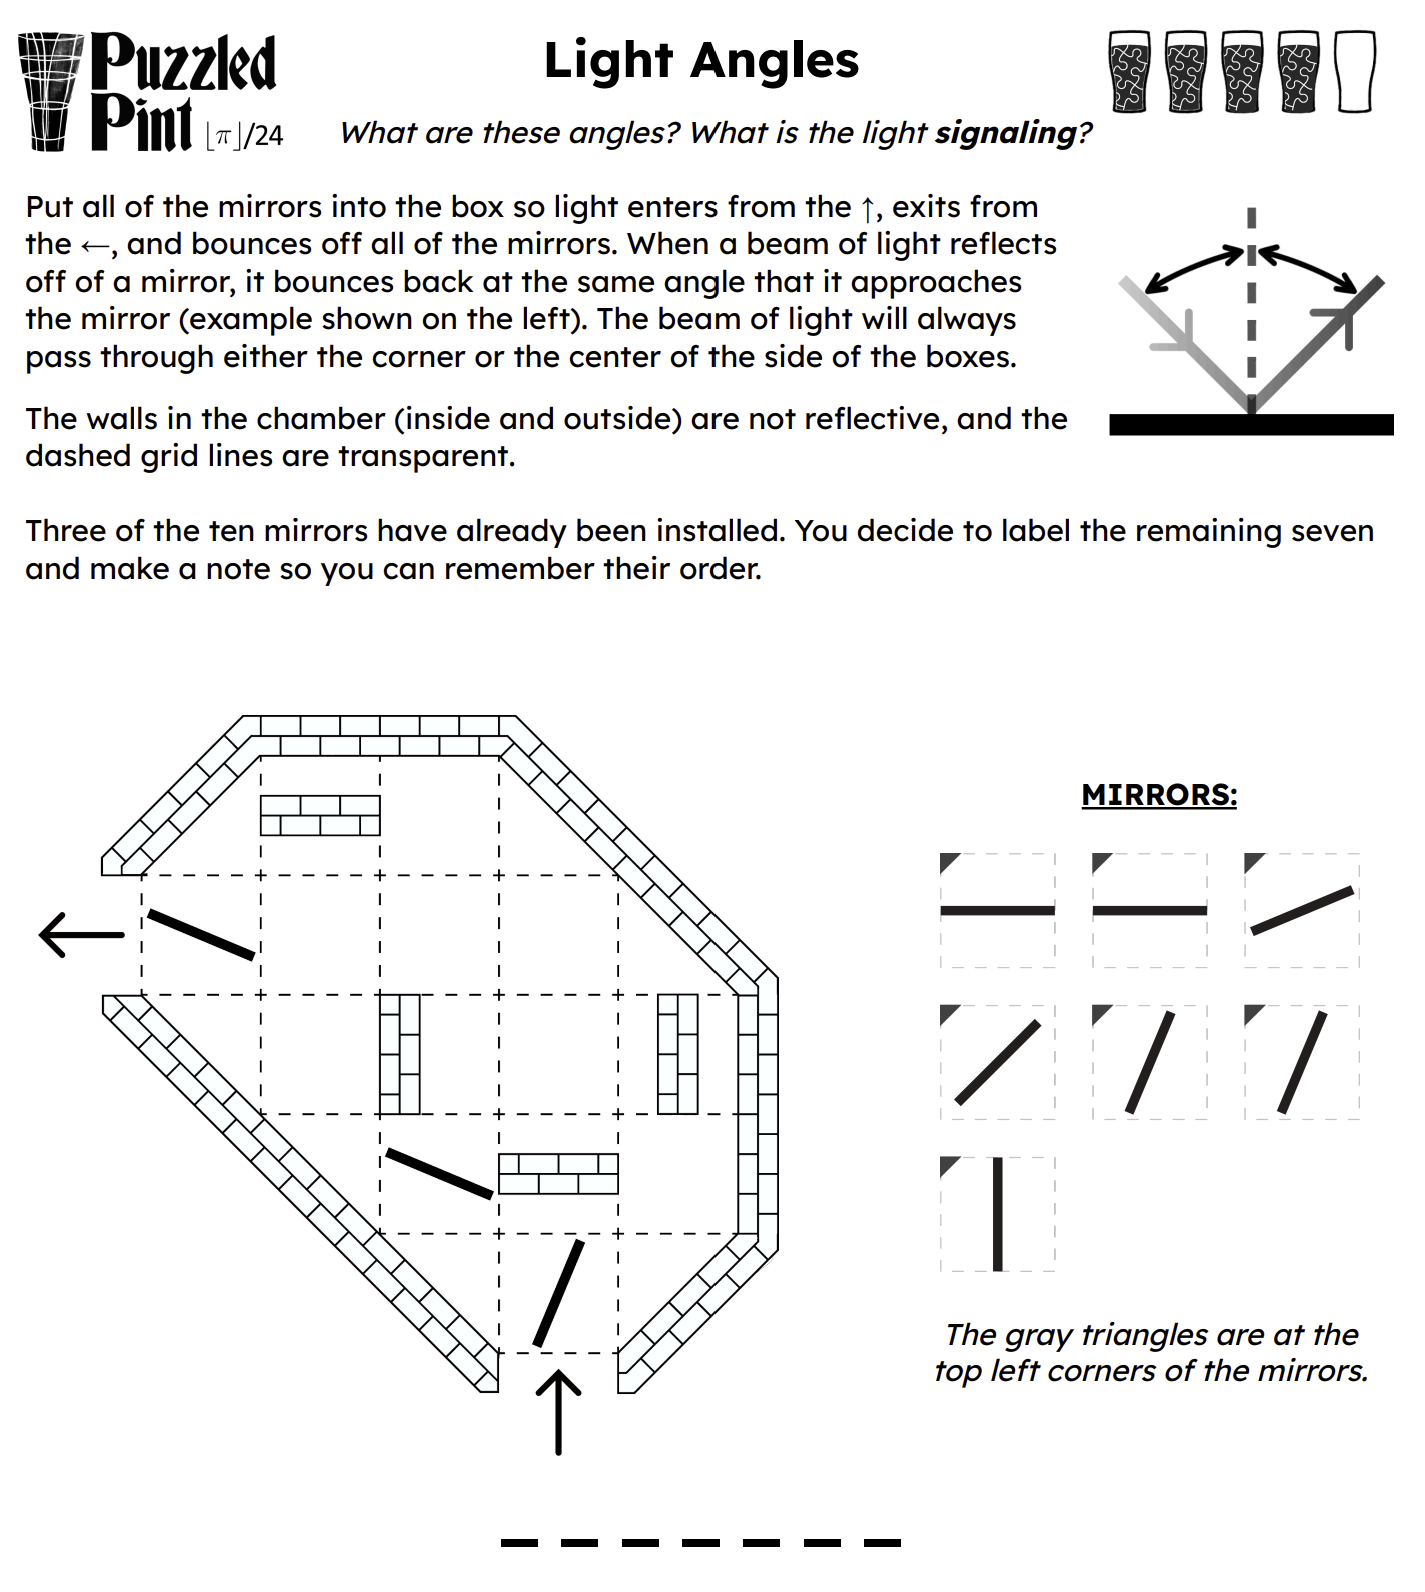 Puzzled
Pint ⌊π⌋/24
Light Angles
What are these angles? What is the light signaling?
Put all of the mirrors into the box so light enters from the ↑, exits from
the ←, and bounces off all of the mirrors. When a beam of light reflects
off of a mirror, it bounces back at the same angle that it approaches
the mirror (example shown on the left). The beam of light will always
pass through either the corner or the center of the side of the boxes.
The walls in the chamber (inside and outside) are not reflective, and the
dashed grid lines are transparent.
Three of the ten mirrors have already been installed. You decide to label the remaining seven
and make a note so you can remember their order.
MIRRORS:
The gray triangles are at the
top left corners of the mirrors.